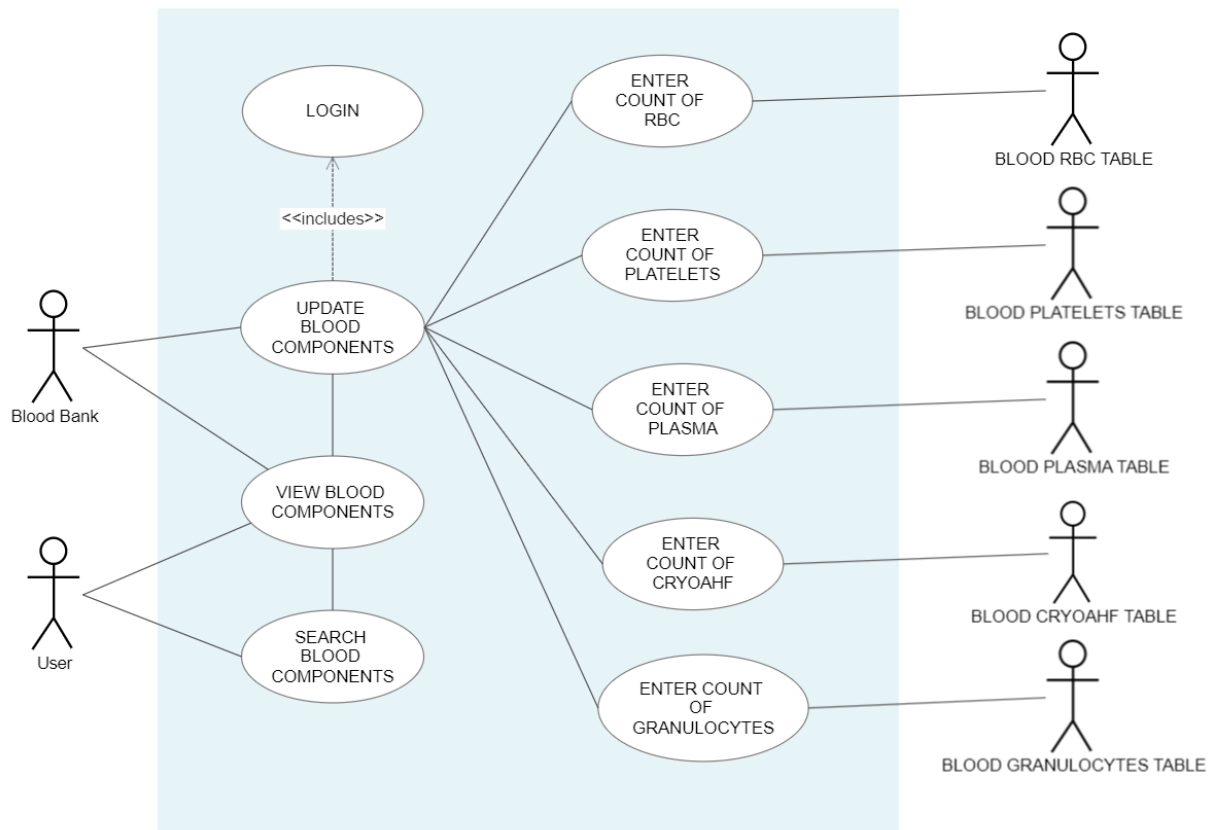 LOGIN
<<includes>>
UPDATE
BLOOD
COMPONENTS
VIEW BLOOD
COMPONENTS
SEARCH
BLOOD
COMPONENTS
Blood Bank
User
ENTER
COUNT OF
RBC
ENTER
COUNT OF
PLATELETS
ENTER
COUNT OF
PLASMA
ENTER
COUNT OF
CRYOAHF
ENTER COUNT
OF
GRANULOCYTES
BLOOD RBC TABLE
BLOOD PLATELETS TABLE
BLOOD PLASMA TABLE
BLOOD CRYOAHF TABLE
BLOOD GRANULOCYTES TABLE